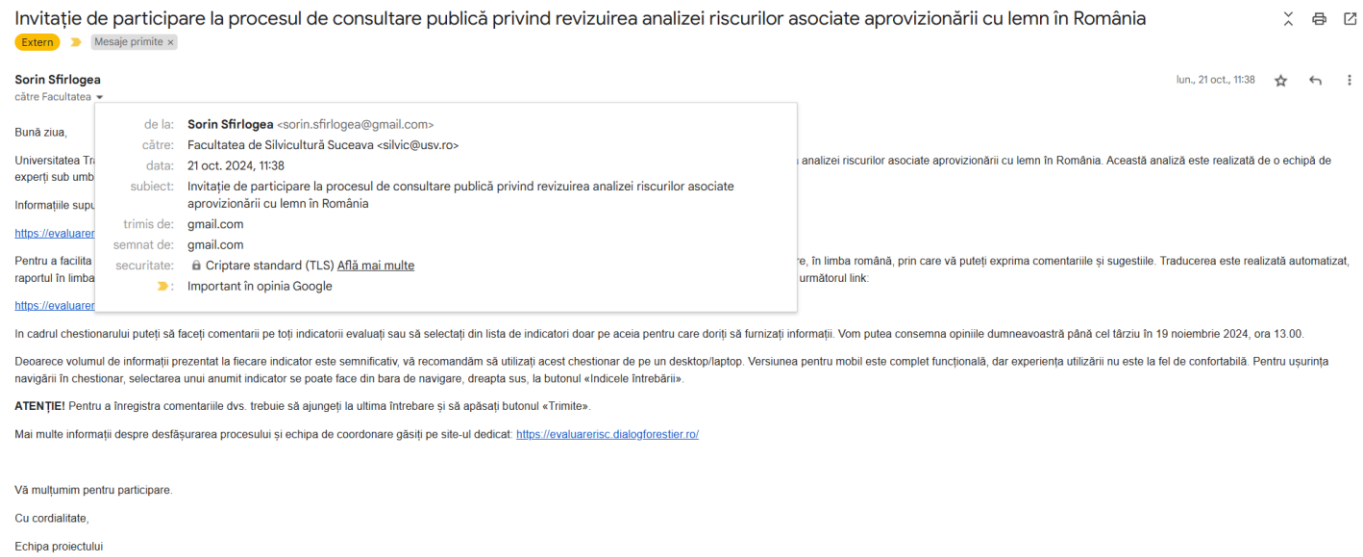 Invitație de participare la procesul de consultare publică privind revizuirea analizei riscurilor asociate aprovizionării cu lemn în România
Extern Mesaje primite ×
Sorin Sfirlogea
lun., 21 oct., 11:38
către Facultatea
de la: Sorin Sfirlogea <sorin.sfirlogea@gmail.com>
către: Facultatea de Silvicultură Suceava <silvic@usv.ro>
data: 21 oct. 2024, 11:38
subiect: Invitație de participare la procesul de consultare publică privind revizuirea analizei riscurilor asociate
aprovizionării cu lemn în România
trimis de: gmail.com
semnat de: gmail.com
securitate: Criptare standard (TLS) Află mai multe
: Important în opinia Google
Bună ziua,
Universitatea analizei riscurilor asociate aprovizionării cu lemn în România. Această analiză este realizată de o echipă de
experți sub
Informațiile
https://evaluarer
Pentru a facilita în limba română, prin care vă puteți exprima comentariile și sugestiile. Traducerea este realizată automatizat,
raportul în limba următorul link:
https://evaluarer
In cadrul chestionarului puteți să faceți comentarii pe toți indicatorii evaluați sau să selectați din lista de indicatori doar pe aceia pentru care doriți să furnizați informații. Vom putea consemna opiniile dumneavoastră până cel târziu în 19 noiembrie 2024, ora 13.00.
Deoarece volumul de informații prezentat la fiecare indicator este semnificativ, vă recomandăm să utilizați acest chestionar de pe un desktop/laptop. Versiunea pentru mobil este complet funcțională, dar experiența utilizării nu este la fel de confortabilă. Pentru ușurința
navigării în chestionar, selectarea unui anumit indicator se poate face din bara de navigare, dreapta sus, la butonul «Indicele întrebării».
ATENȚIE! Pentru a înregistra comentariile dvs. trebuie să ajungeți la ultima întrebare și să apăsați butonul «Trimite».
Mai multe informații despre desfășurarea procesului și echipa de coordonare găsiți pe site-ul dedicat: https://evaluarerisc.dialogforestier.ro/
Vă mulțumim pentru participare.
Cu cordialitate,
Echipa proiectului